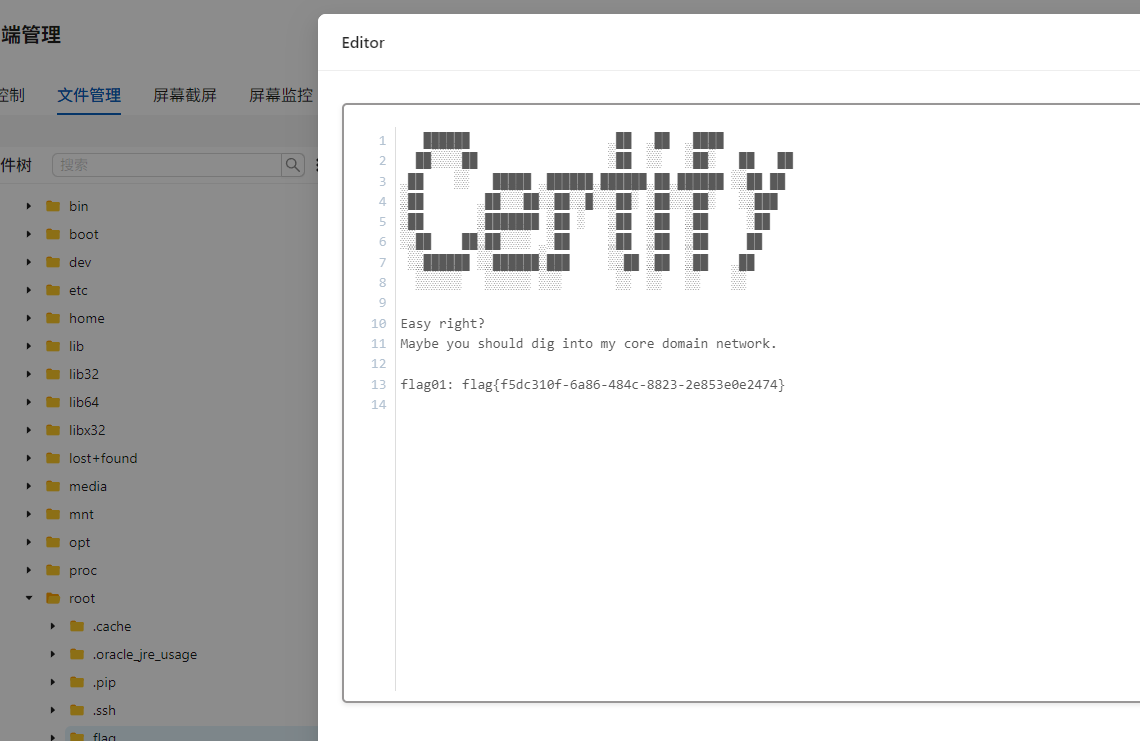 端管理
控制
文件管理
屏幕截屏
屏幕监控
件树
搜索
bin
boot
dev
etc
home
lib
lib32
lib64
libx32
lost+found
media
mnt
opt
proc
root
.cache
.oracle_jre_usage
.pip
.ssh
flag
Editor
1
2
3
4
5
6
7
8
9
10 Easy right?
11 Maybe you should dig into my core domain network.
12
13 flag01: flag{f5dc310f-6a86-484c-8823-2e853e0e2474}
14
Certify